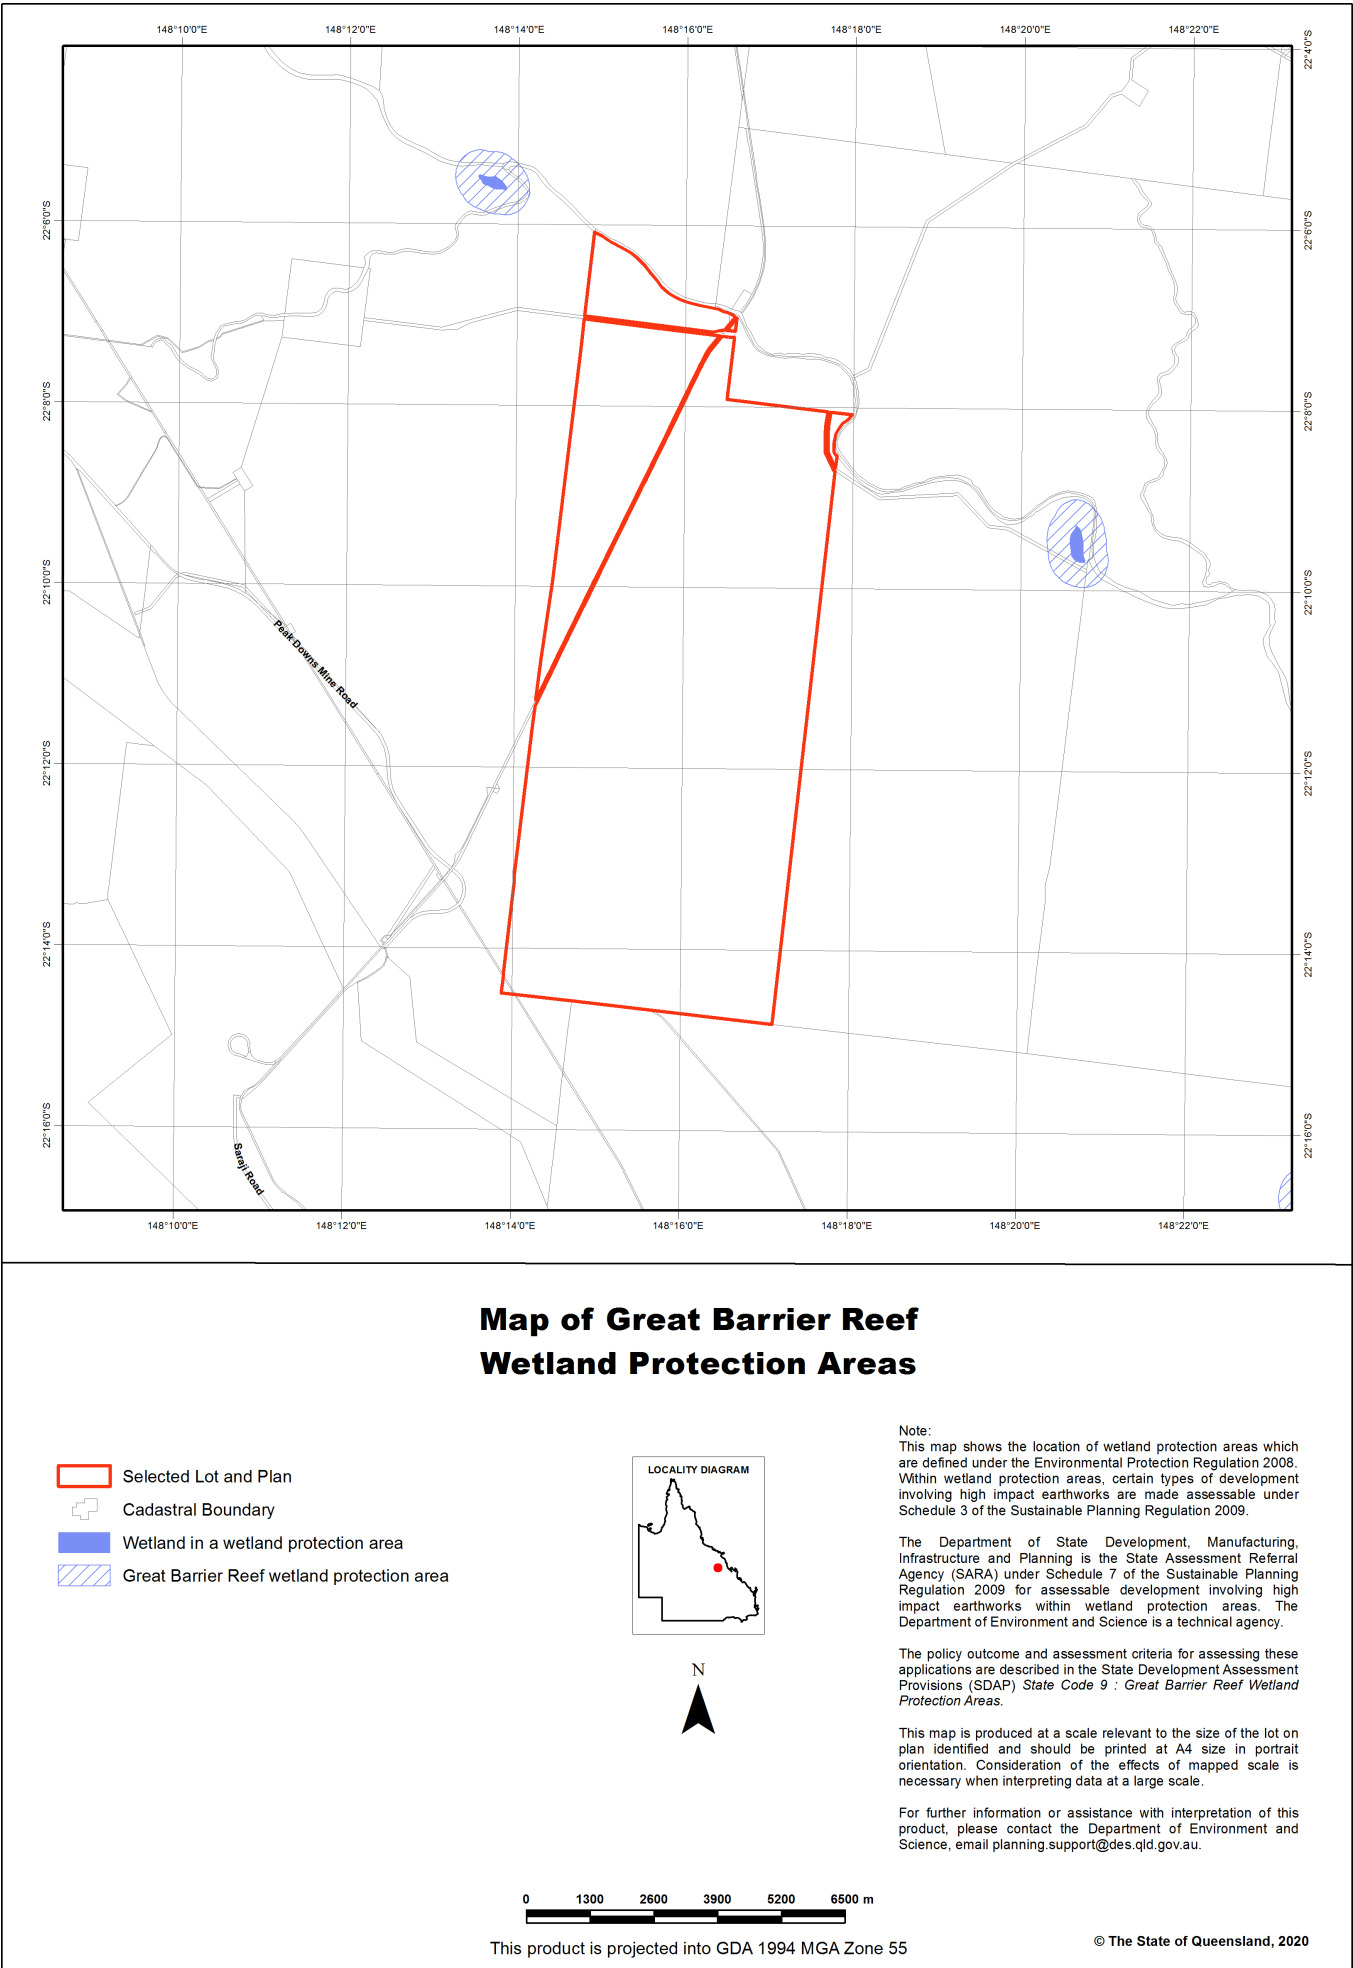 148°10'0"E 148°12'0"E 148°14'0"E 148°16'0"E 148°18'0"E 148°20'0"E 148°22'0"E
22°4'0"S
22°6'0"S
22°6'0"S
22°8'0"S
22°8'0"S
22°10'0"S
22°10'0"S
Peak Downs Mine Road
22°12'0"S
22°12'0"S
22°14'0"S
22°14'0"S
22°16'0"S
22°16'0"S
Saraji Road
148°10'0"E 148°12'0"E 148°14'0"E 148°16'0"E 148°18'0"E 148°20'0"E 148°22'0"E
Map of Great Barrier Reef
Wetland Protection Areas
Selected Lot and Plan
Cadastral Boundary
Wetland in a wetland protection area
Great Barrier Reef wetland protection area
LOCALITY DIAGRAM
N
Note:
This map shows the location of wetland protection areas which
are defined under the Environmental Protection Regulation 2008.
Within wetland protection areas, certain types of development
involving high impact earthworks are made assessable under
Schedule 3 of the Sustainable Planning Regulation 2009.
The Department of State Development, Manufacturing,
Infrastructure and Planning is the State Assessment Referral
Agency (SARA) under Schedule 7 of the Sustainable Planning
Regulation 2009 for assessable development involving high
impact earthworks within wetland protection areas. The
Department of Environment and Science is a technical agency.
The policy outcome and assessment criteria for assessing these
applications are described in the State Development Assessment
Provisions (SDAP) State Code 9 : Great Barrier Reef Wetland
Protection Areas.
This map is produced at a scale relevant to the size of the lot on
plan identified and should be printed at A4 size in portrait
orientation. Consideration of the effects of mapped scale is
necessary when interpreting data at a large scale.
For further information or assistance with interpretation of this
product, please contact the Department of Environment and
Science, email planning.support@des.qld.gov.au.
0 1300 2600 3900 5200 6500 m
This product is projected into GDA 1994 MGA Zone 55
© The State of Queensland, 2020